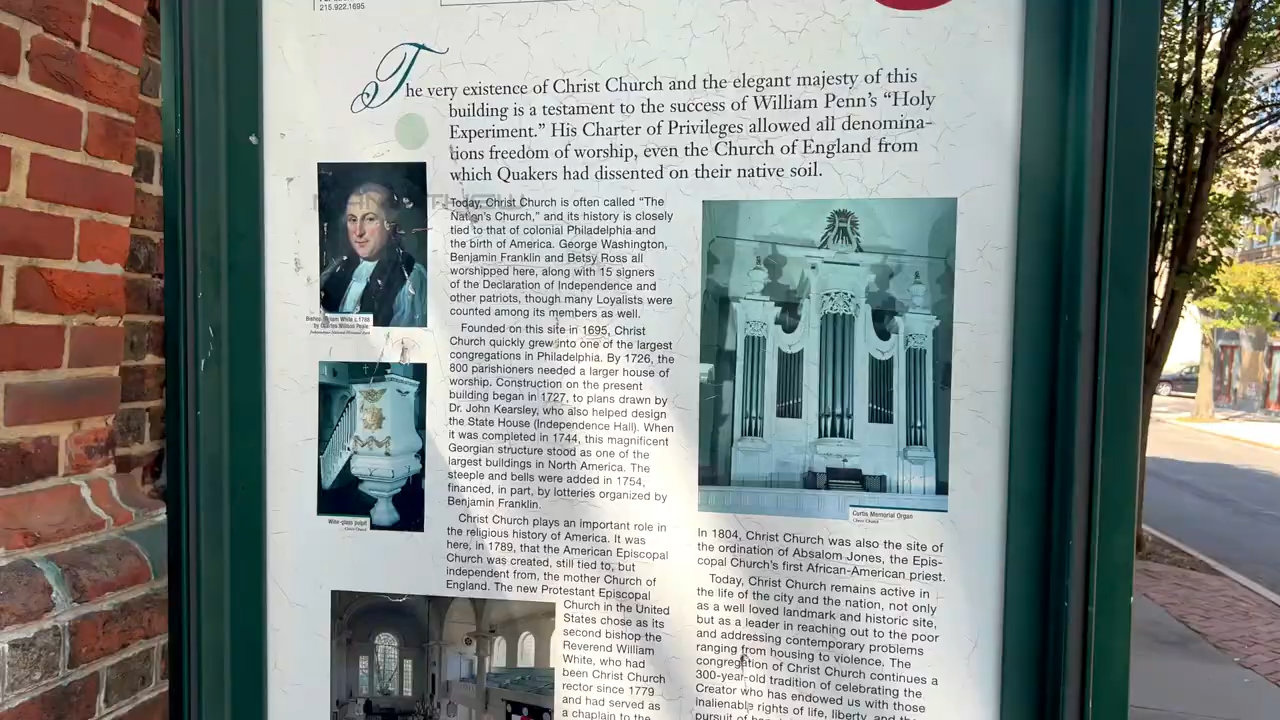 215.922.1695
The very existence of Christ Church and the elegant majesty of this
building is a testament to the success of William Penn's "Holy
Experiment." His Charter of Privileges allowed all denomina-
tions freedom of worship, even the Church of England from
which Quakers had dissented on their native soil.
Bishop William White c.1788
by Charles Willson Peale
Wine-glass pulpit
Christ Church
Today, Christ Church is often called "The
Nation's Church," and its history is closely
tied to that of colonial Philadelphia and
the birth of America. George Washington,
Benjamin Franklin and Betsy Ross all
worshipped here, along with 15 signers
of the Declaration of Independence and
other patriots, though many Loyalists were
counted among its members as well.
Founded on this site in 1695, Christ
Church quickly grew into one of the largest
congregations in Philadelphia. By 1726, the
800 parishioners needed a larger house of
worship. Construction on the present
building began in 1727, to plans drawn by
Dr. John Kearsley, who also helped design
the State House (Independence Hall). When
it was completed in 1744, this magnificent
Georgian structure stood as one of the
largest buildings in North America. The
steeple and bells were added in 1754,
financed, in part, by lotteries organized by
Benjamin Franklin.
Christ Church plays an important role in
the religious history of America. It was
here, in 1789, that the American Episcopal
Church was created, still tied to, but
independent from, the mother Church of
England. The new Protestant Episcopal
Church in the United
States chose as its
second bishop the
Reverend William
White, who had
been Christ Church
rector since 1779
and had served as
a chaplain to the
Curtis Memorial Organ
Christ Church
In 1804, Christ Church was also the site of
the ordination of Absalom Jones, the Epis-
copal Church's first African-American priest.
Today, Christ Church remains active in
the life of the city and the nation, not only
as a well loved landmark and historic site,
but as a leader in reaching out to the poor
and addressing contemporary problems
ranging from housing to violence. The
congregation of Christ Church continues a
300-year-old tradition of celebrating the
Creator who has endowed us with those
inalienable rights of life, liberty, and the
pursuit of